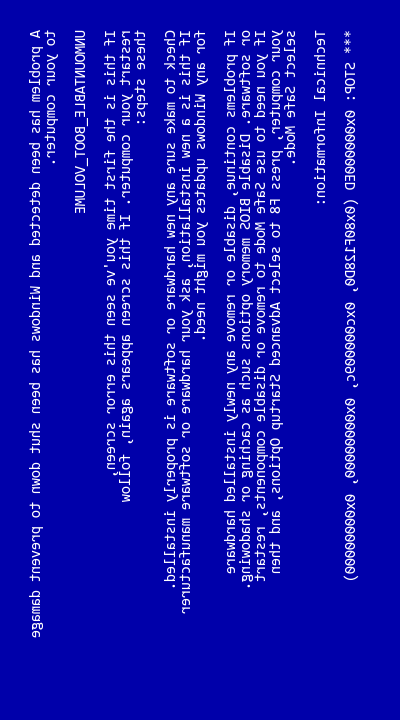 A problem has been detected and Windows has been shut down to prevent damage
to your computer.
UNMOUNTABLE_BOOT_VOLUME
If this is the first time you've seen this error screen,
restart your computer. If this screen appears again, follow
these steps:
Check to make sure any new hardware or software is properly installed.
If this is a new installation, ask your hardware or software manufacturer
for any Windows updates you might need.
If problems continue, disable or remove any newly installed hardware
or software. Disable BIOS memory options such as caching or shadowing.
If you need to use Safe Mode to remove or disable components, restart
your computer, press F8 to select Advanced Startup Options, and then
select Safe Mode.
Technical Information:
*** STOP: 0x000000ED (0x80F128D0, 0xc000009c, 0x00000000, 0x00000000)